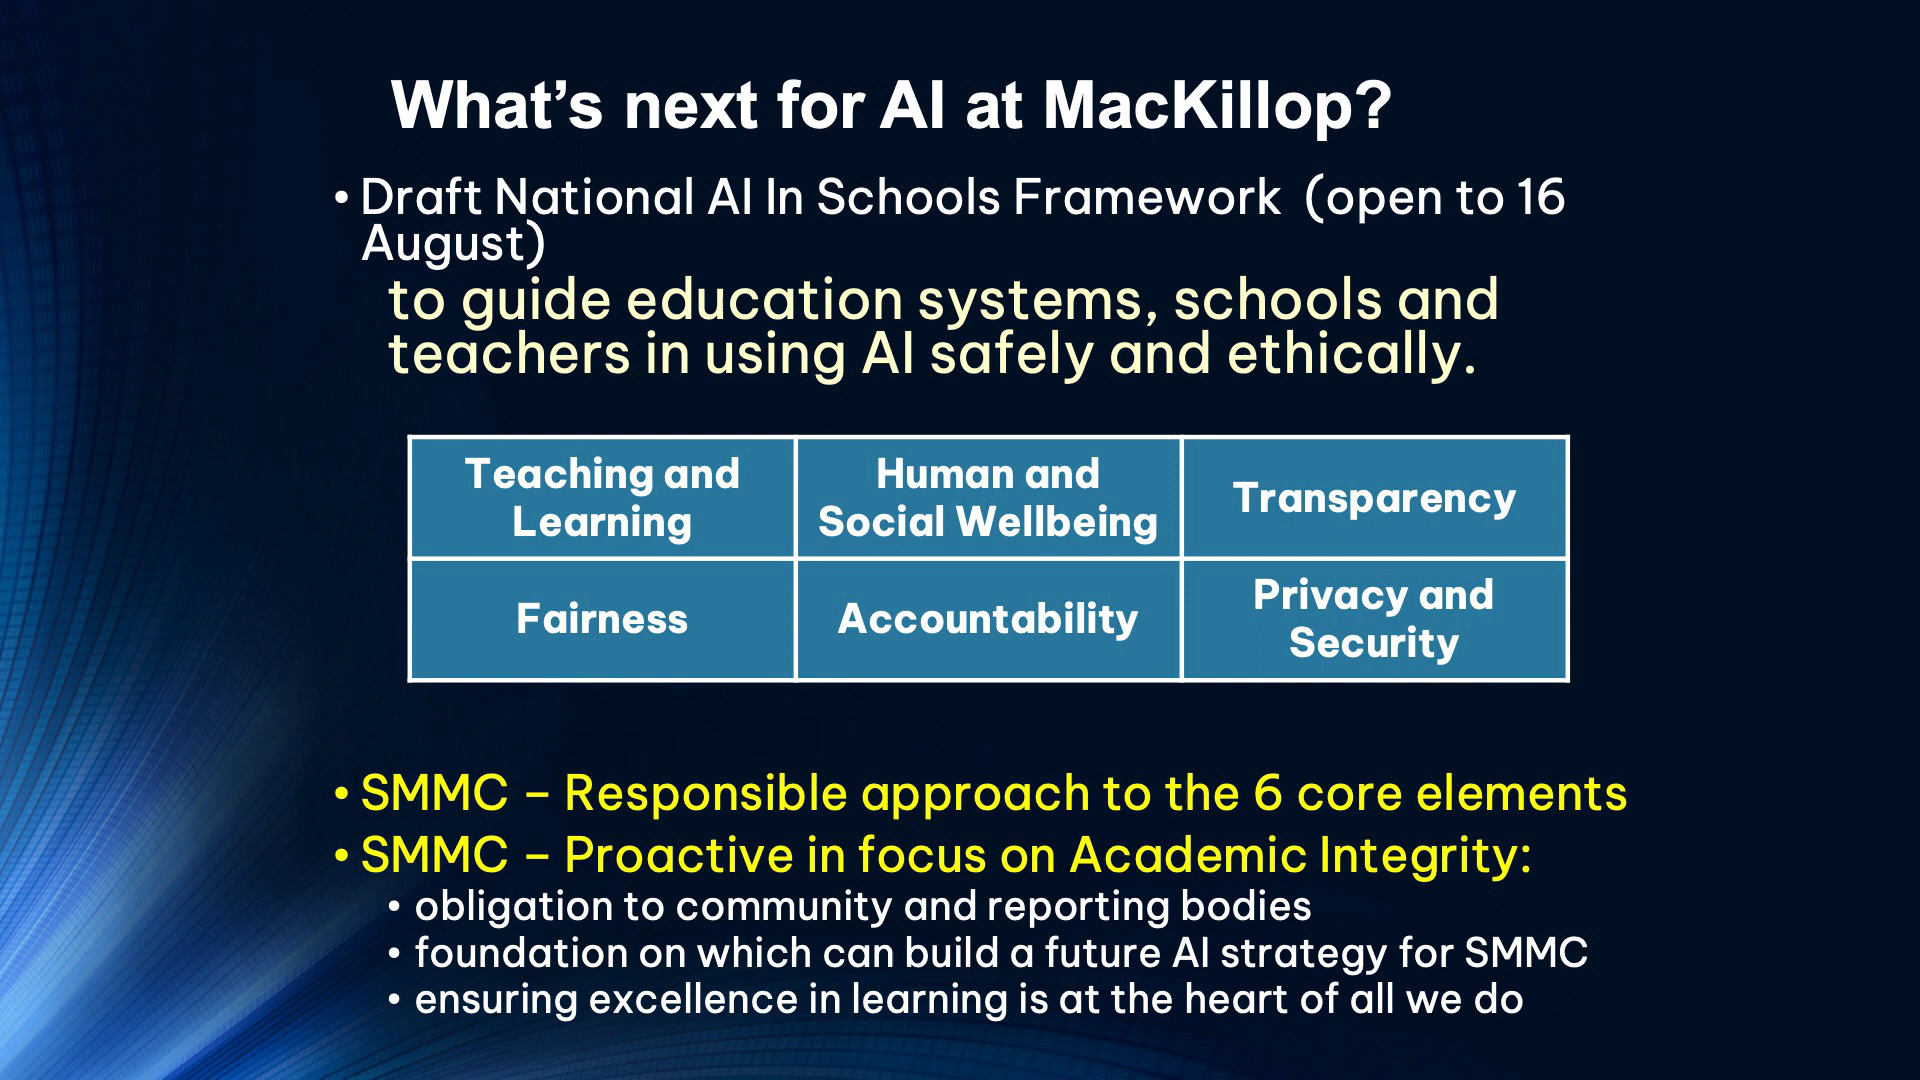 What’s next for AI at MacKillop?
• Draft National AI In Schools Framework  (open to 16
August)
to guide education systems, schools and
teachers in using AI safely and ethically.
Teaching and
Learning
Human and
Social Wellbeing
Transparency
Fairness
Accountability
Privacy and
Security
• SMMC – Responsible approach to the 6 core elements
• SMMC – Proactive in focus on Academic Integrity:
• obligation to community and reporting bodies
• foundation on which can build a future AI strategy for SMMC
• ensuring excellence in learning is at the heart of all we do